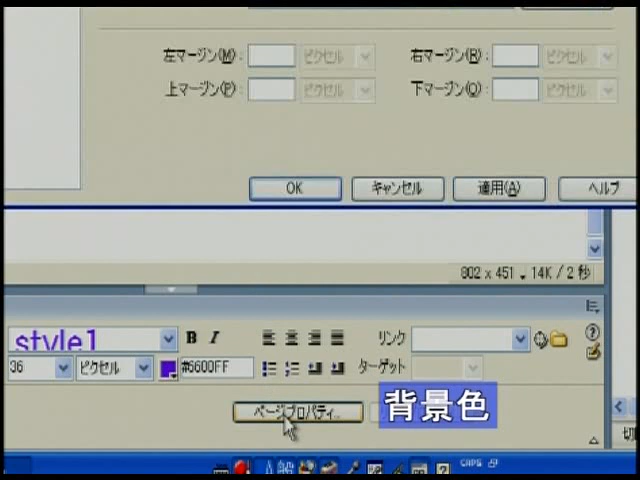 左マージン(M): ピクセル 右マージン(R): ピクセル
上マージン(P): ピクセル 下マージン(O): ピクセル
OK キャンセル 適用(A) ヘルプ
802 x 451 14K / 2 秒
style1 B I リンク
36 ピクセル #6600FF ターゲット
ページプロパティ...
背景色
CAPS